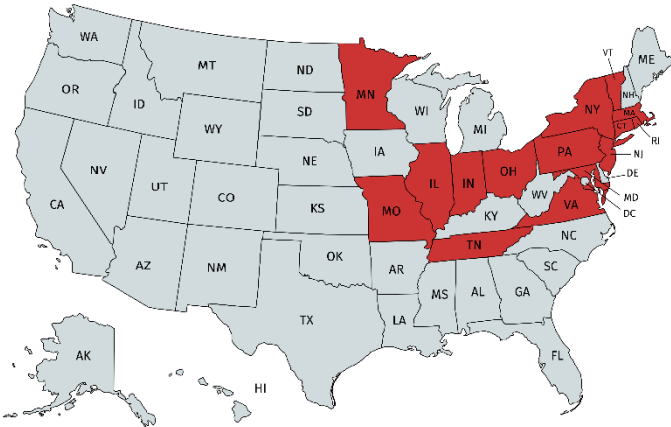 WA
MT
ND
MN
VT
ME
OR
ID
SD
WI
NH
NY
MA
WY
MI
CT
RI
IA
PA
NJ
NE
NV
OH
DE
UT
IL
IN
CO
WV
MD
CA
KS
MO
VA
DC
KY
NC
TN
OK
AZ
NM
AR
SC
MS
AL
GA
TX
LA
AK
FL
HI